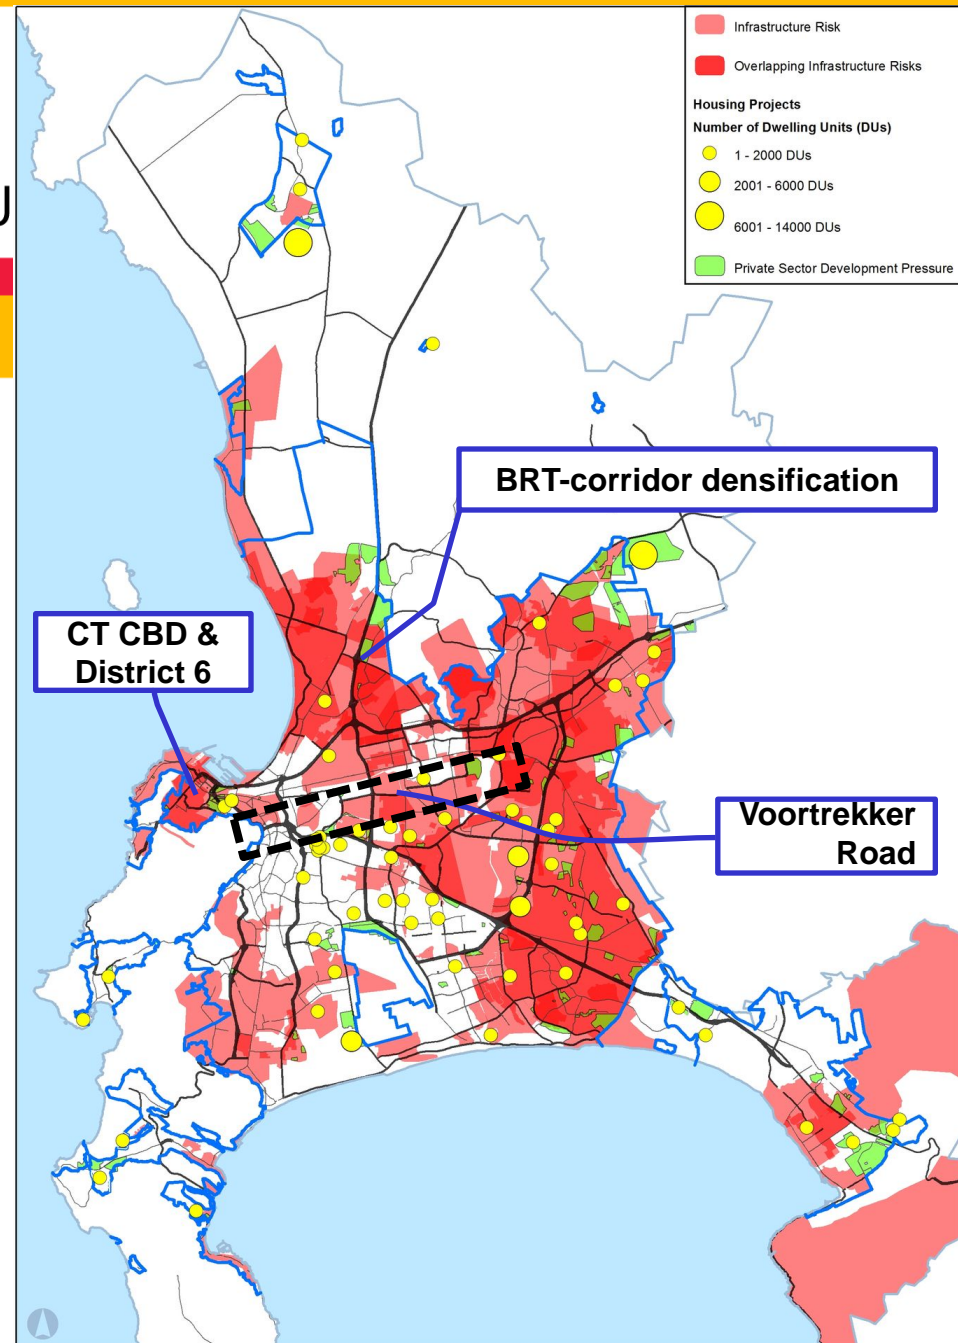 Infrastructure Risk
Overlapping Infrastructure Risks
Housing Projects
Number of Dwelling Units (DUs)
1 - 2000 DUs
2001 - 6000 DUs
6001 - 14000 DUs
Private Sector Development Pressure
U
BRT-corridor densification
CT CBD &
District 6
Voortrekker
Road